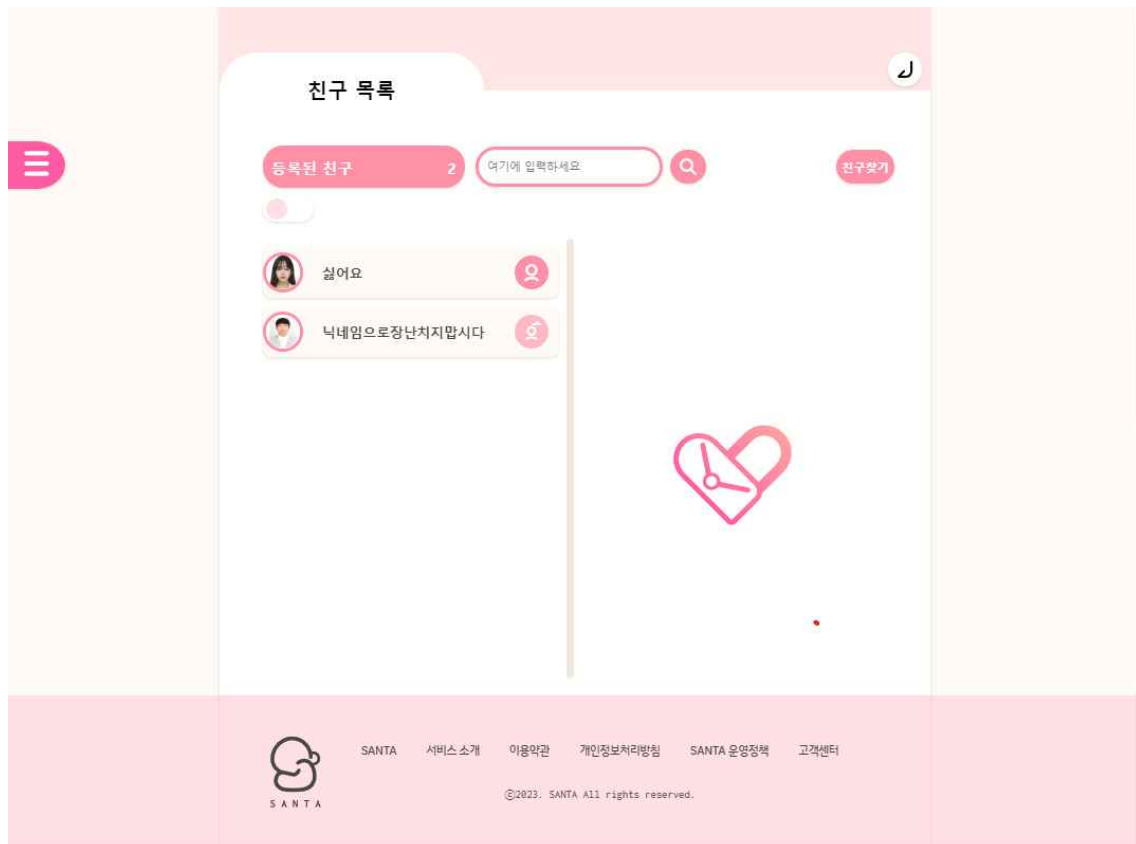 친구 목록
등록된 친구 2
여기에 입력하세요
친구찾기
싫어요
닉네임으로장난치지맙시다
SANTA 서비스 소개 이용약관 개인정보처리방침 SANTA 운영정책 고객센터
SANTA
ⓒ2023. SANTA All rights reserved.